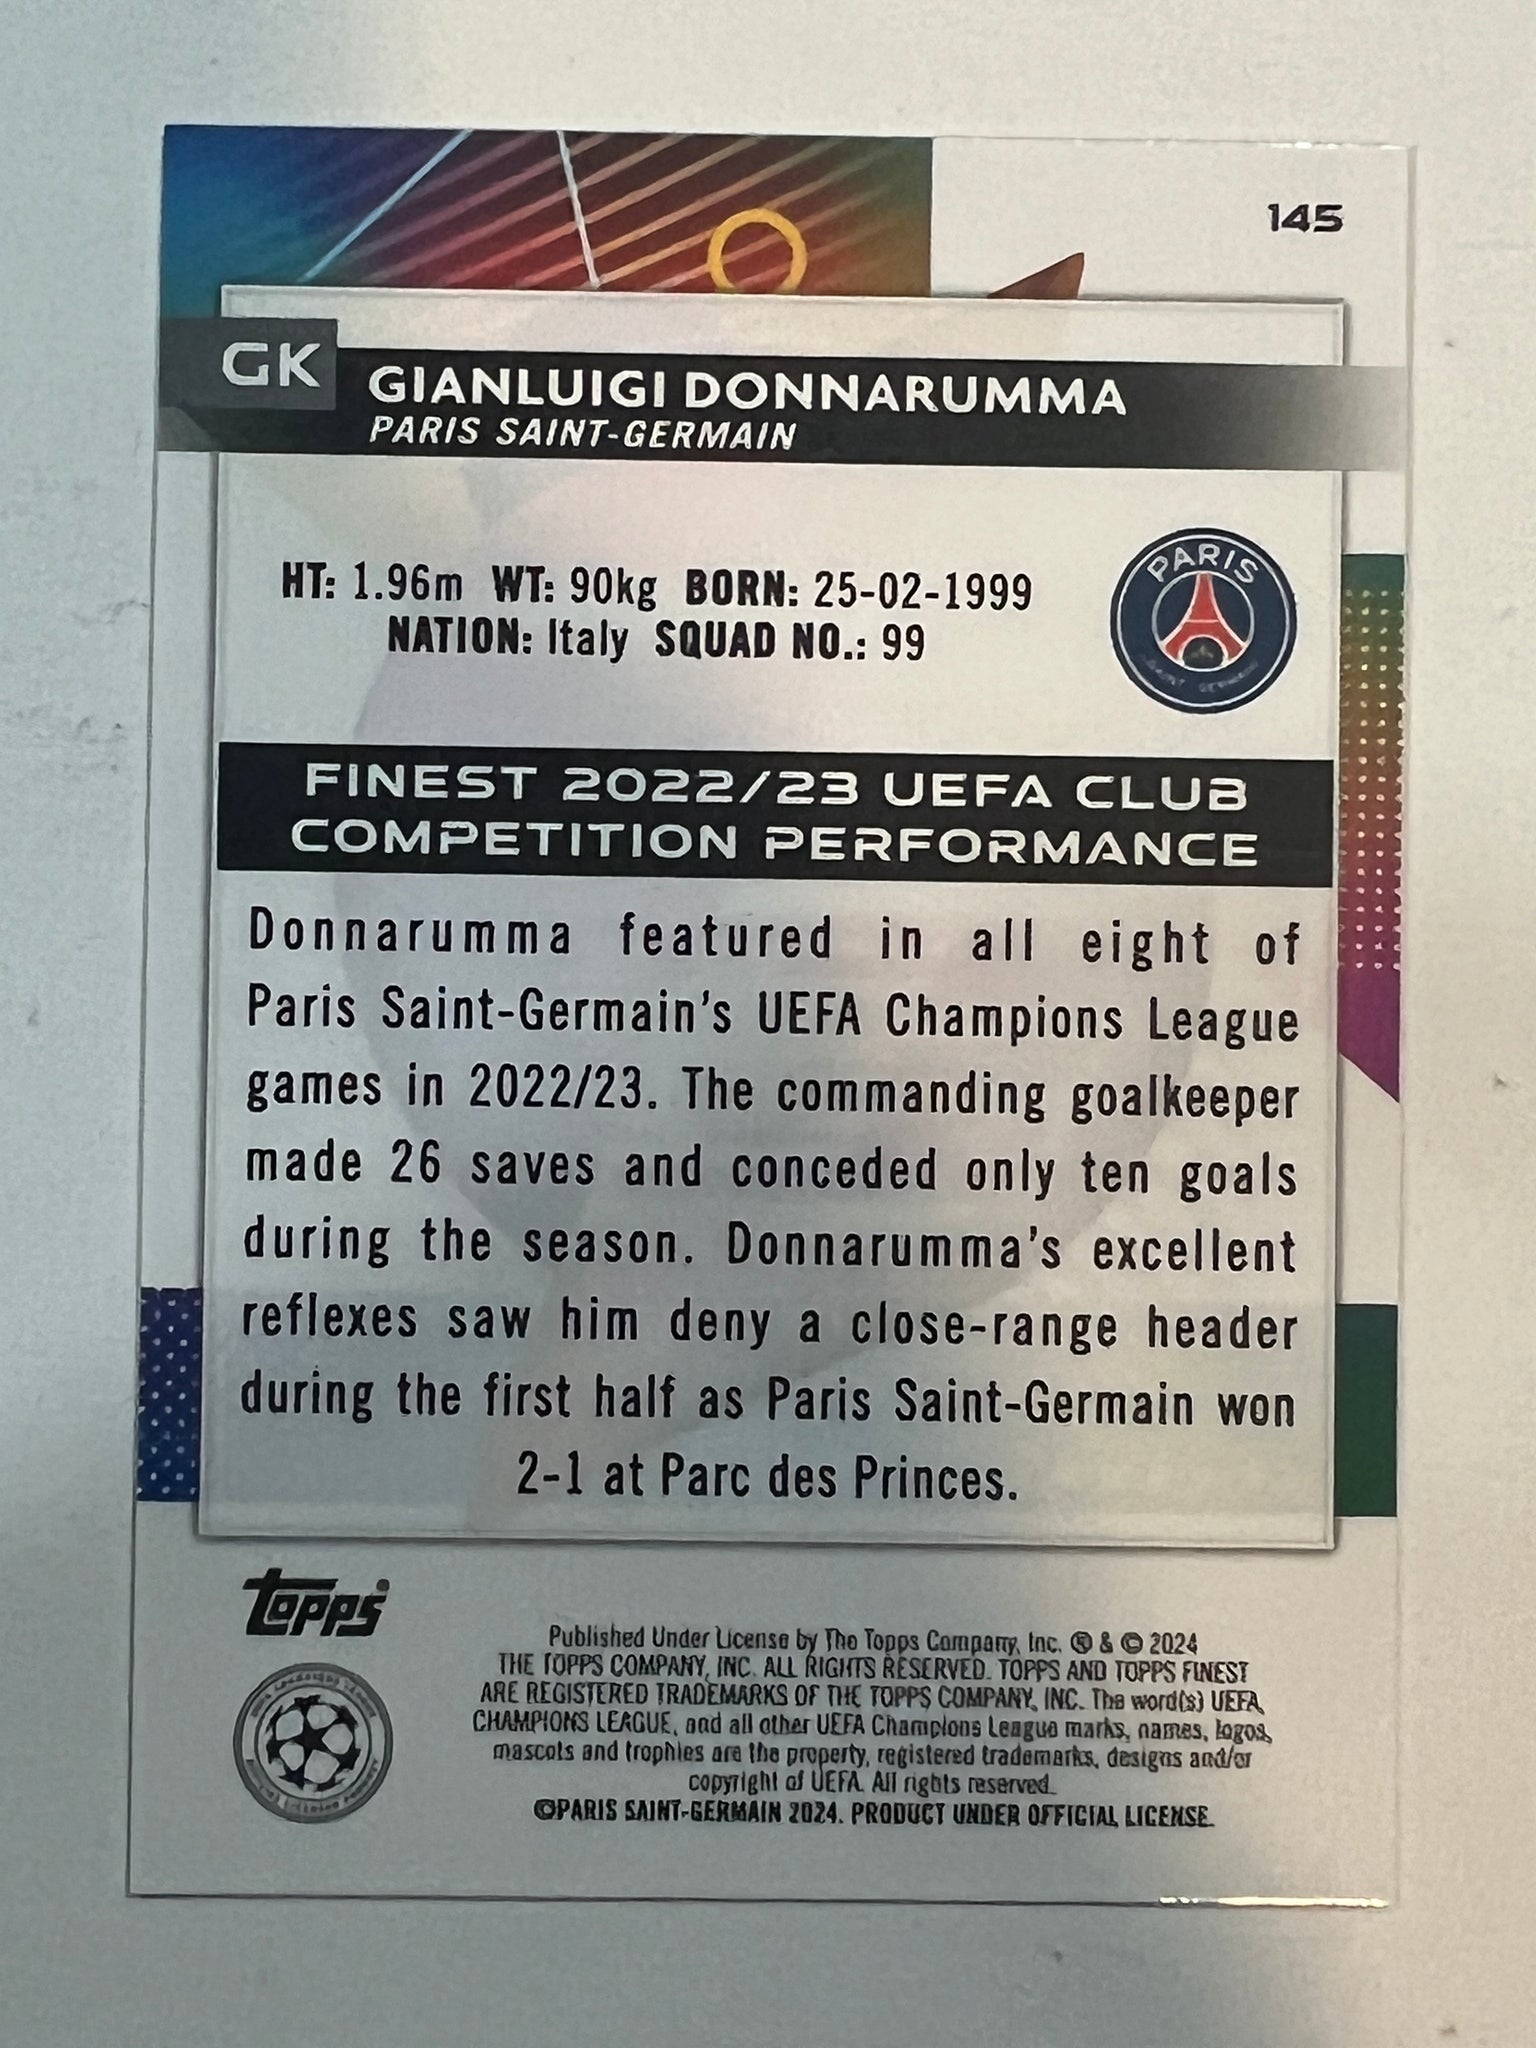 145
GK
GIANLUIGI DONNARUMMA
PARIS SAINT-GERMAIN
HT: 1.96m WT: 90kg BORN: 25-02-1999
NATION: Italy SQUAD NO.: 99
PARIS
SAINT GERMAIN
FINEST 2022/23 UEFA CLUB
COMPETITION PERFORMANCE
Donnarumma featured in all eight of
Paris Saint-Germain's UEFA Champions League
games in 2022/23. The commanding goalkeeper
made 26 saves and conceded only ten goals
during the season. Donnarumma's excellent
reflexes saw him deny a close-range header
during the first half as Paris Saint-Germain won
2-1 at Parc des Princes.
topps
Published Under License by The Topps Company, Inc. ® & © 2024
THE TOPPS COMPANY, INC. ALL RIGHTS RESERVED. TOPPS AND TOPPS FINEST
ARE REGISTERED TRADEMARKS OF THE TOPPS COMPANY, INC. The word(s) UEFA,
CHAMPIONS LEAGUE, and all other UEFA Champions League marks, names, logos,
mascots and trophies are the property, registered trademarks, designs and/or
copyright of UEFA. All rights reserved.
©PARIS SAINT-GERMAIN 2024. PRODUCT UNDER OFFICIAL LICENSE.